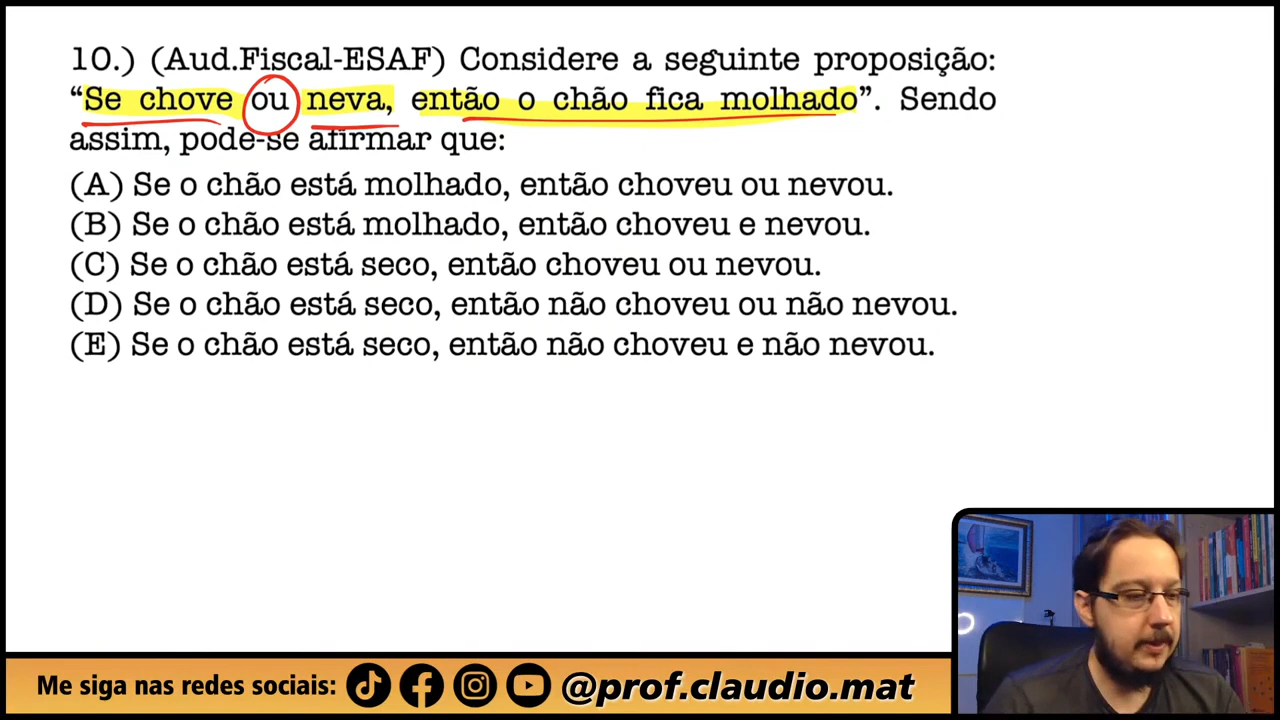 10.) (Aud.Fiscal-ESAF) Considere a seguinte proposição:
“Se chove ou neva, então o chão fica molhado”. Sendo
assim, pode-se afirmar que:
(A) Se o chão está molhado, então choveu ou nevou.
(B) Se o chão está molhado, então choveu e nevou.
(C) Se o chão está seco, então choveu ou nevou.
(D) Se o chão está seco, então não choveu ou não nevou.
(E) Se o chão está seco, então não choveu e não nevou.
Me siga nas redes sociais: @prof.claudio.mat